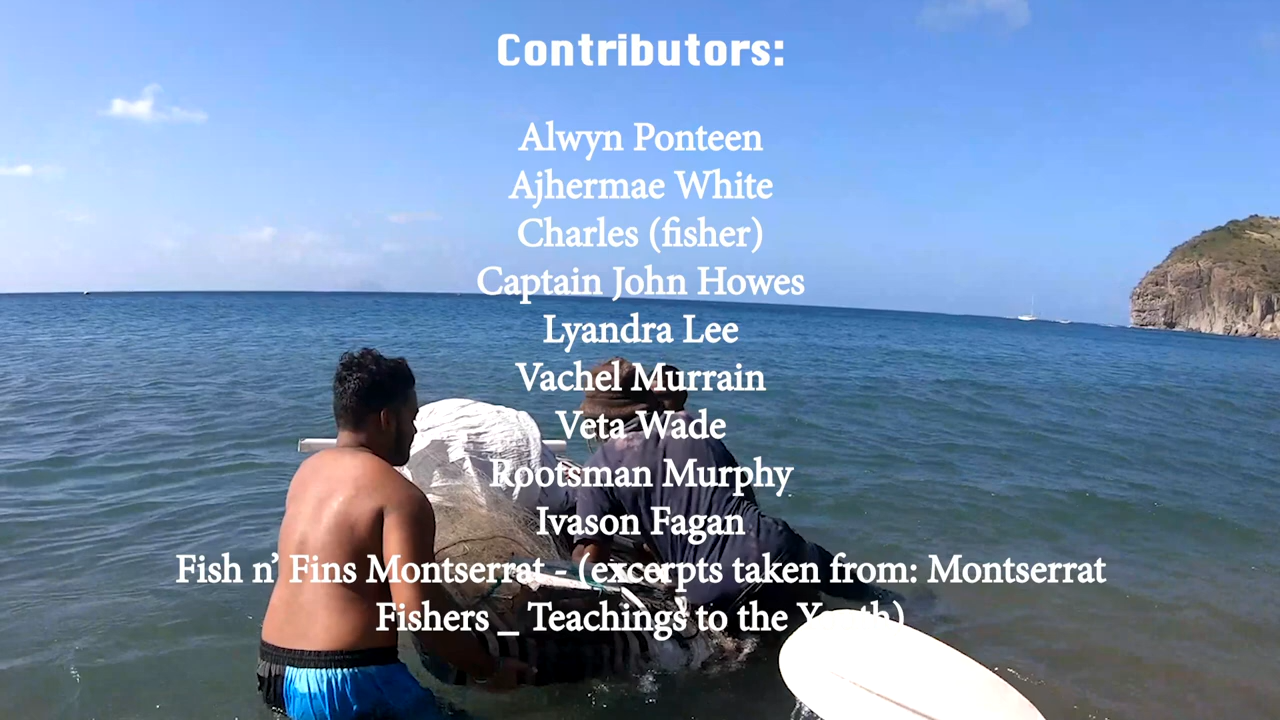 Contributors:
Alwyn Ponteen
Ajhermae White
Charles (fisher)
Captain John Howes
Lyandra Lee
Vachel Murrain
Veta Wade
Rootsman Murphy
Ivason Fagan
Fish n’ Fins Montserrat - (excerpts taken from: Montserrat
Fishers _ Teachings to the Youth)